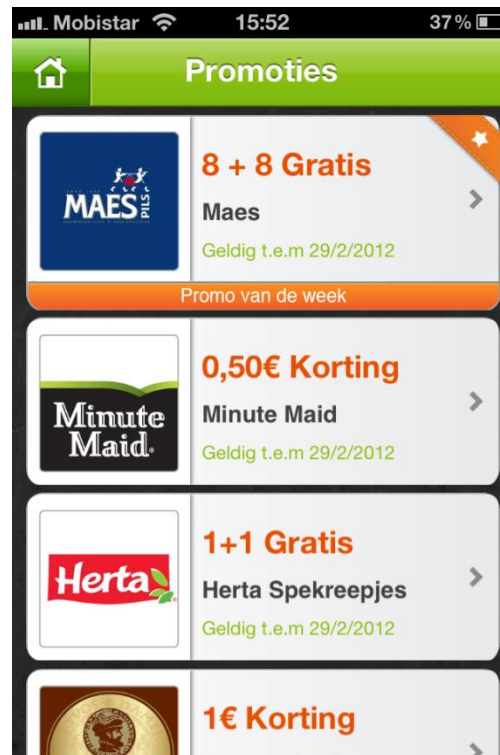 Mobistar 15:52 37%
Promoties
MAES PILS
8 + 8 Gratis
Maes
Geldig t.e.m 29/2/2012
Promo van de week
Minute
Maid
0,50€ Korting
Minute Maid
Geldig t.e.m 29/2/2012
Herta
1+1 Gratis
Herta Spekreepjes
Geldig t.e.m 29/2/2012
1€ Korting